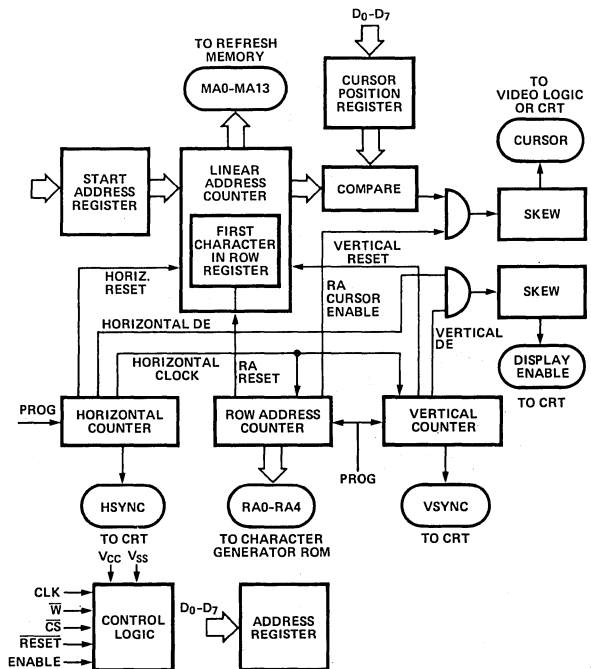 D0-D7
TO REFRESH
MEMORY
MA0-MA13
CURSOR
POSITION
REGISTER
TO
VIDEO LOGIC
OR CRT
CURSOR
START
ADDRESS
REGISTER
LINEAR
ADDRESS
COUNTER
COMPARE
SKEW
FIRST
CHARACTER
IN ROW
REGISTER
VERTICAL
RESET
HORIZ.
RESET
RA
CURSOR
ENABLE
SKEW
HORIZONTAL DE
VERTICAL
DE
HORIZONTAL
CLOCK
RA
RESET
DISPLAY
ENABLE
TO CRT
PROG
HORIZONTAL
COUNTER
ROW ADDRESS
COUNTER
VERTICAL
COUNTER
PROG
HSYNC
RA0-RA4
VSYNC
TO CRT
TO CHARACTER
GENERATOR ROM
TO CRT
VCC VSS
CLK
W̅
C̅S̅
R̅E̅S̅E̅T̅
ENABLE
CONTROL
LOGIC
D0-D7
ADDRESS
REGISTER